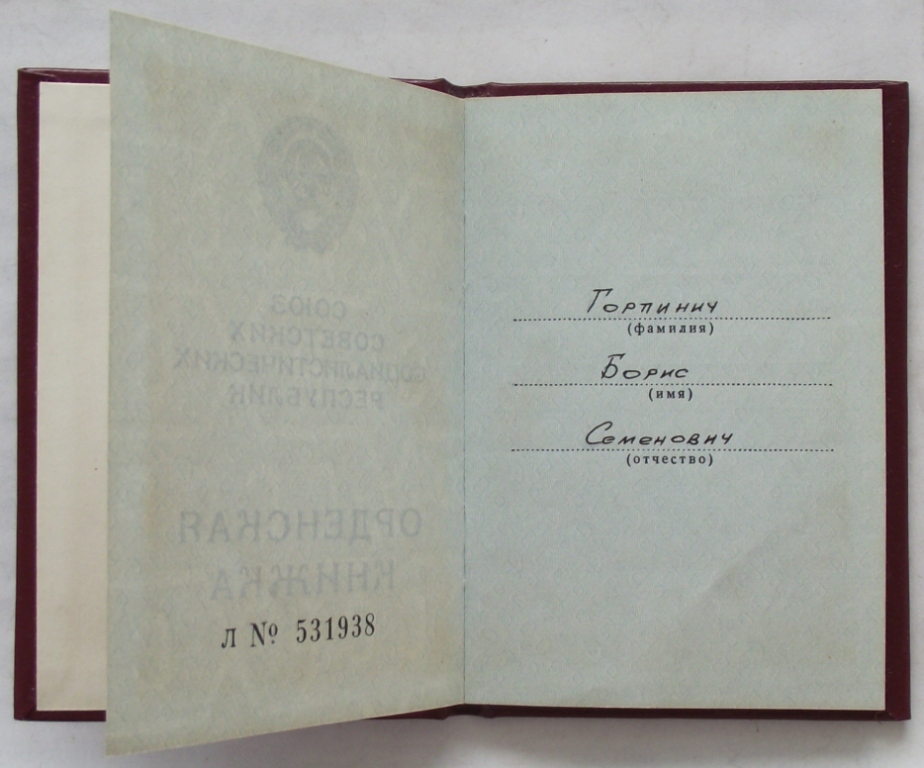 СОЮЗ
СОВЕТСКИХ
СОЦИАЛИСТИЧЕСКИХ
РЕСПУБЛИК
ОРДЕНСКАЯ
КНИЖКА
Л № 531938
Горпинич
(фамилия)
Борис
(имя)
Семенович
(отчество)